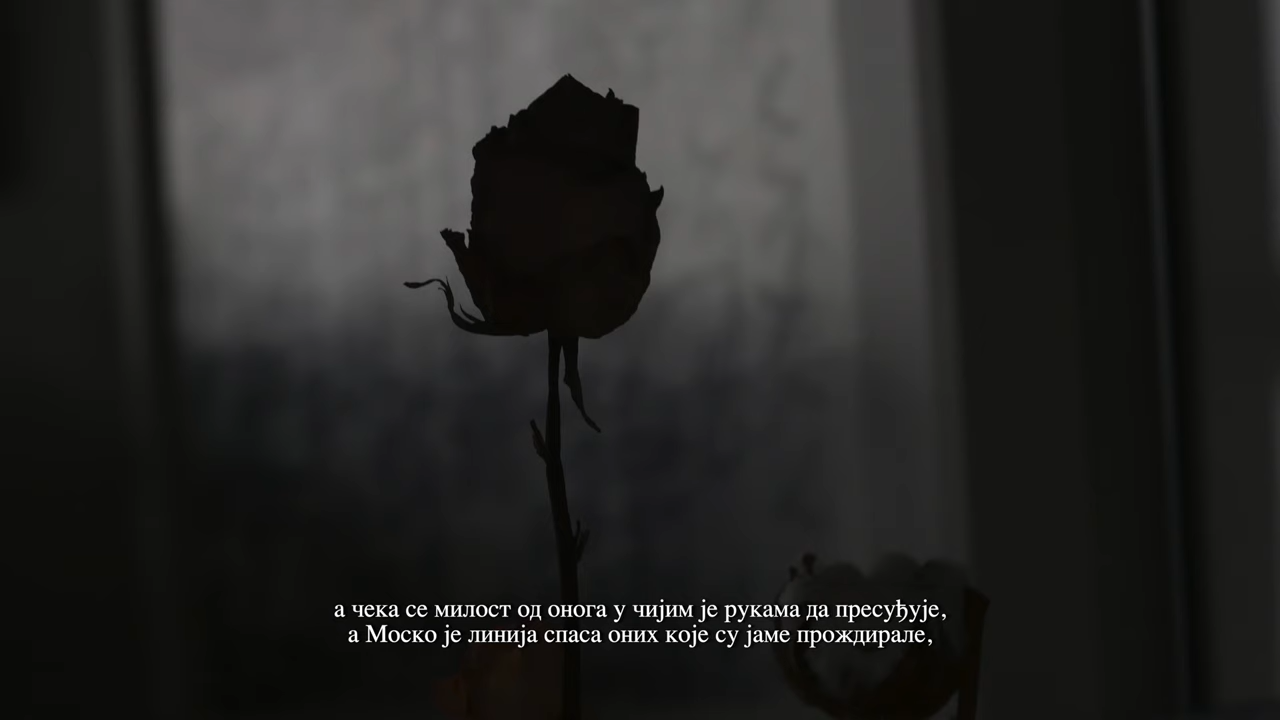 а чека се милост од онога у чијим је рукама да пресуђује,
а Моско је линија спаса оних које су јаме прождирале,